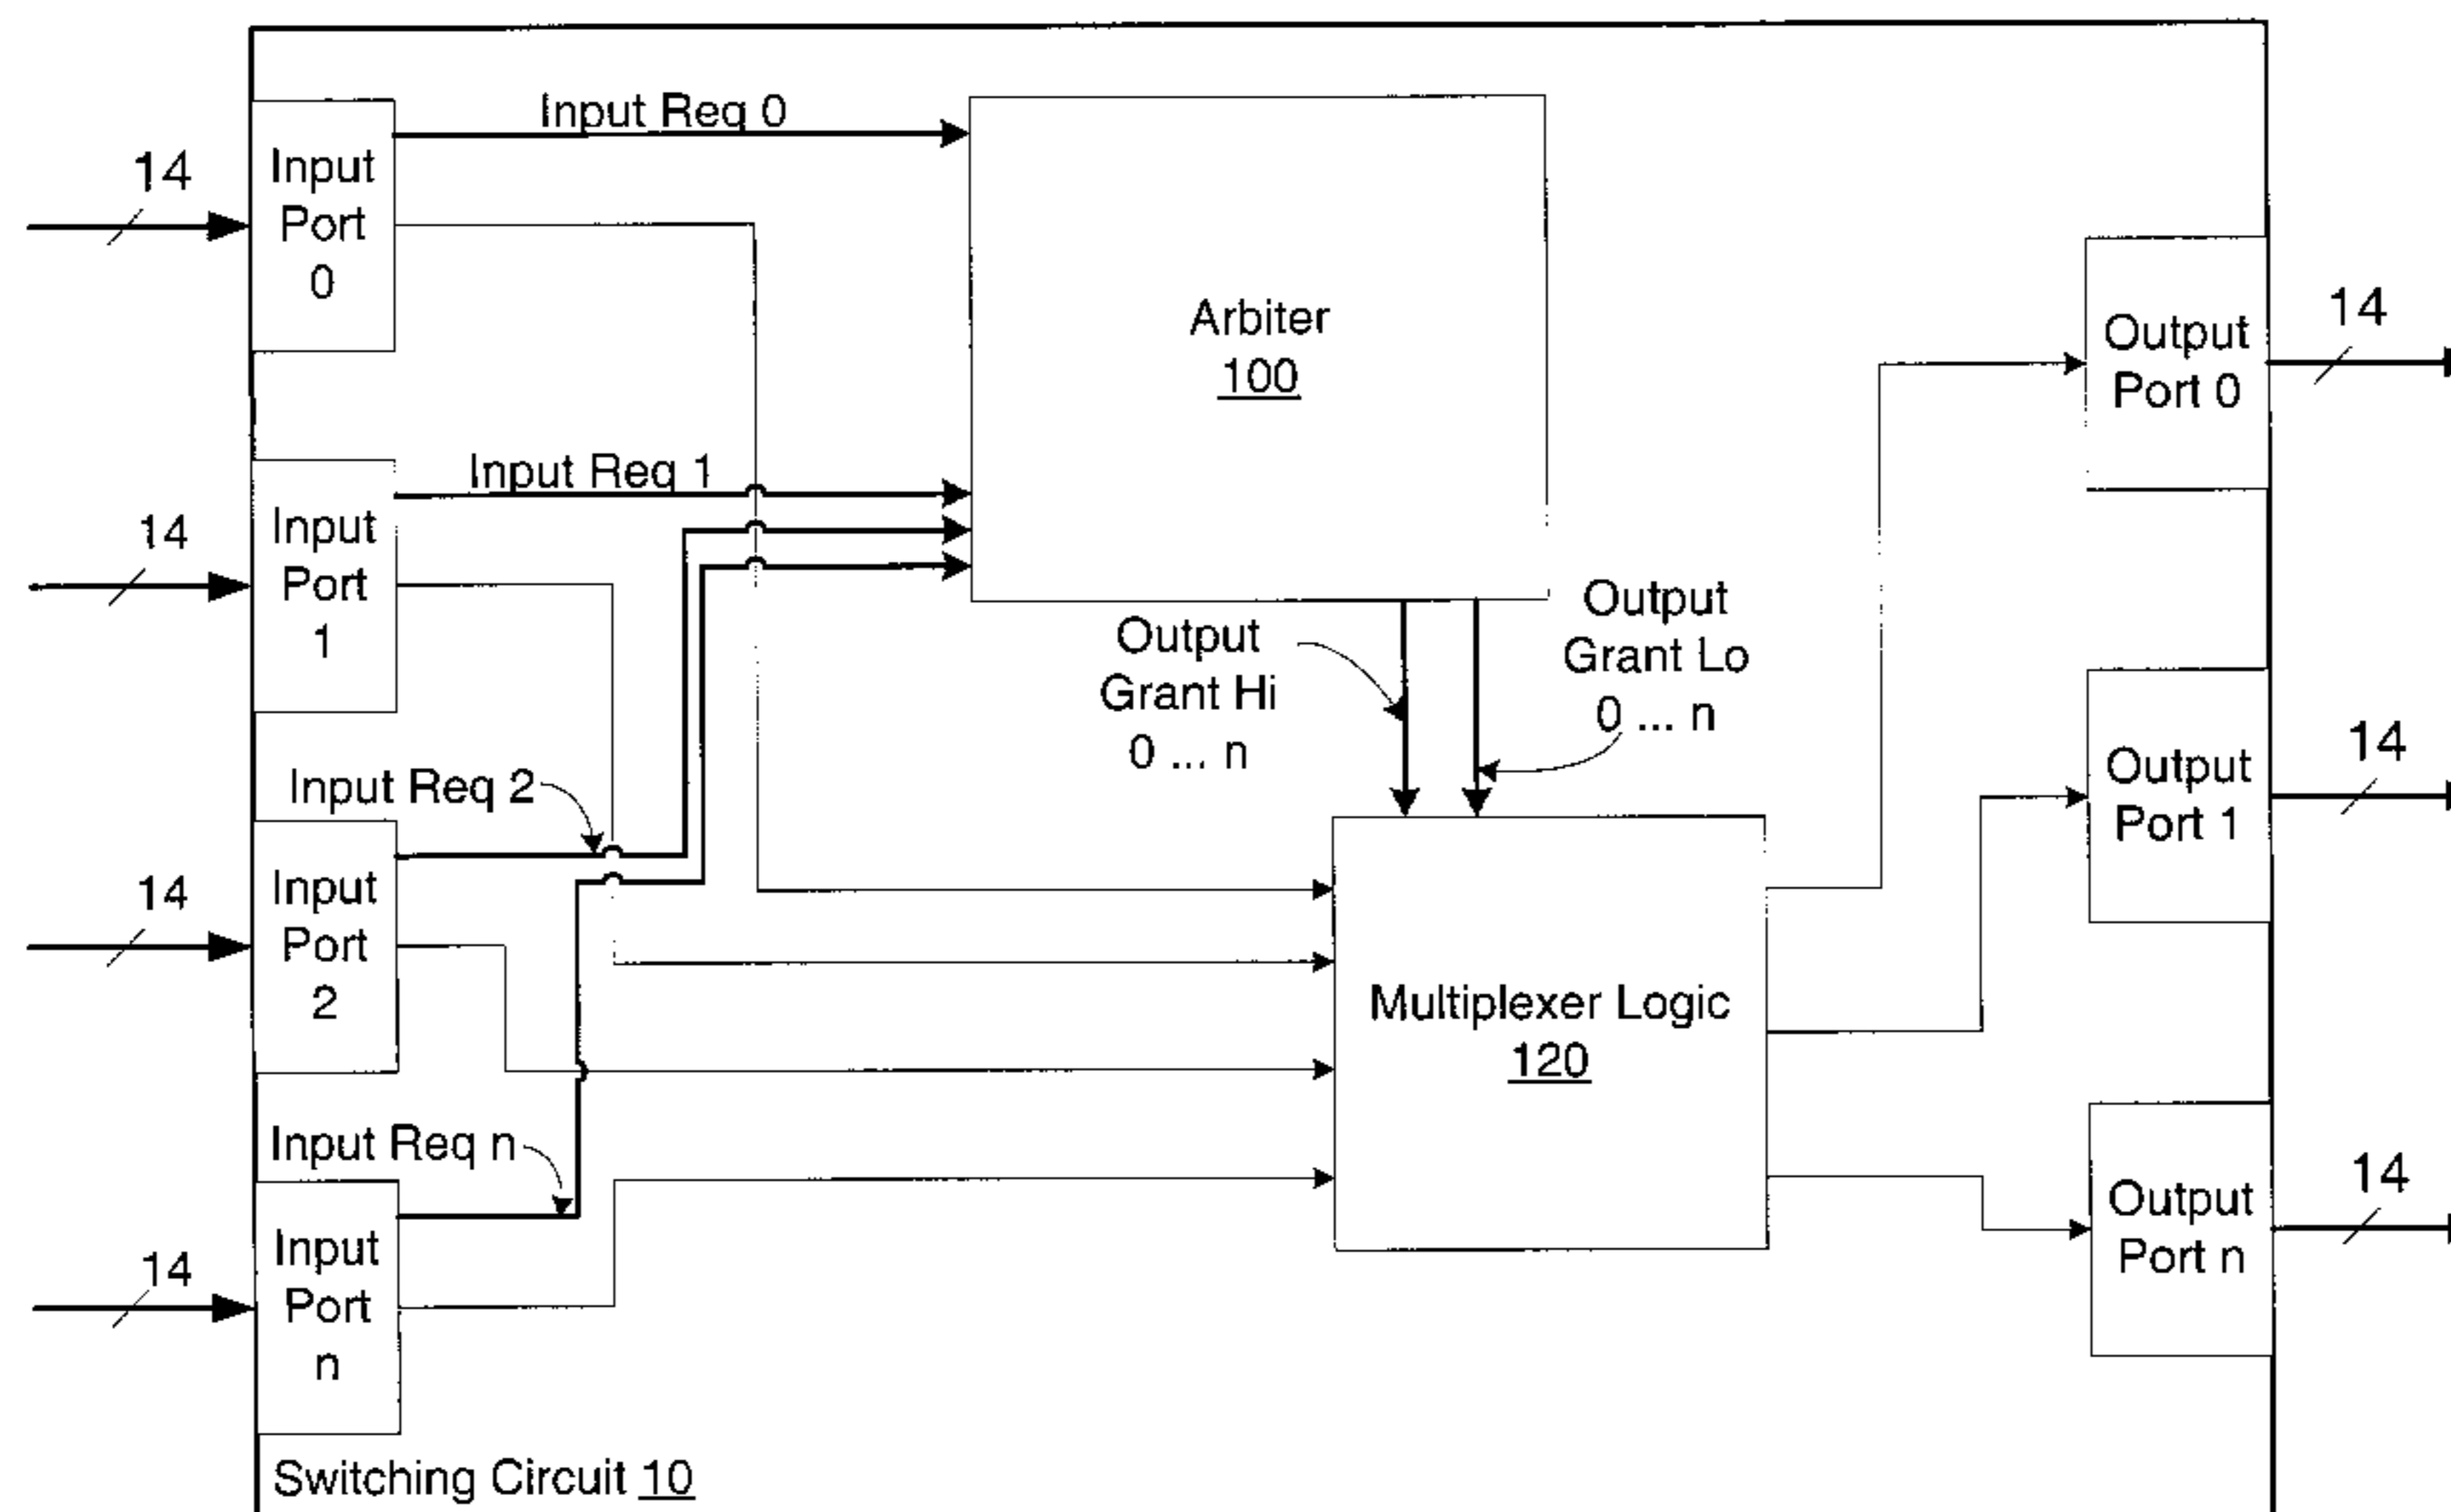 Input Req 0
14
Input
Port
0
Arbiter
100
14
Output
Port 0
Input Req 1
14
Input
Port
1
Output
Grant Hi
0 ... n
Output
Grant Lo
0 ... n
14
Output
Port 1
Input Req 2
14
Input
Port
2
Multiplexer Logic
120
Input Req n
14
Input
Port
n
14
Output
Port n
Switching Circuit 10